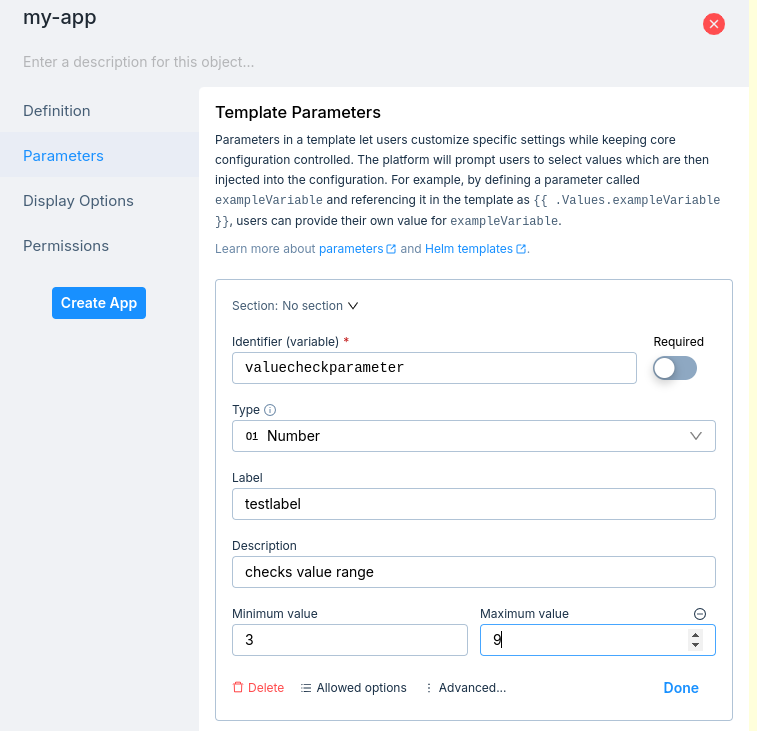 my-app
Enter a description for this object...
Definition
Parameters
Display Options
Permissions
Create App
Template Parameters
Parameters in a template let users customize specific settings while keeping core
configuration controlled. The platform will prompt users to select values which are then
injected into the configuration. For example, by defining a parameter called
exampleVariable and referencing it in the template as {{ .Values.exampleVariable
}}, users can provide their own value for exampleVariable.
Learn more about parameters and Helm templates.
Section: No section
Identifier (variable) *
Required
valuecheckparameter
Type
01 Number
Label
testlabel
Description
checks value range
Minimum value
Maximum value
3
9
Delete
Allowed options
Advanced...
Done